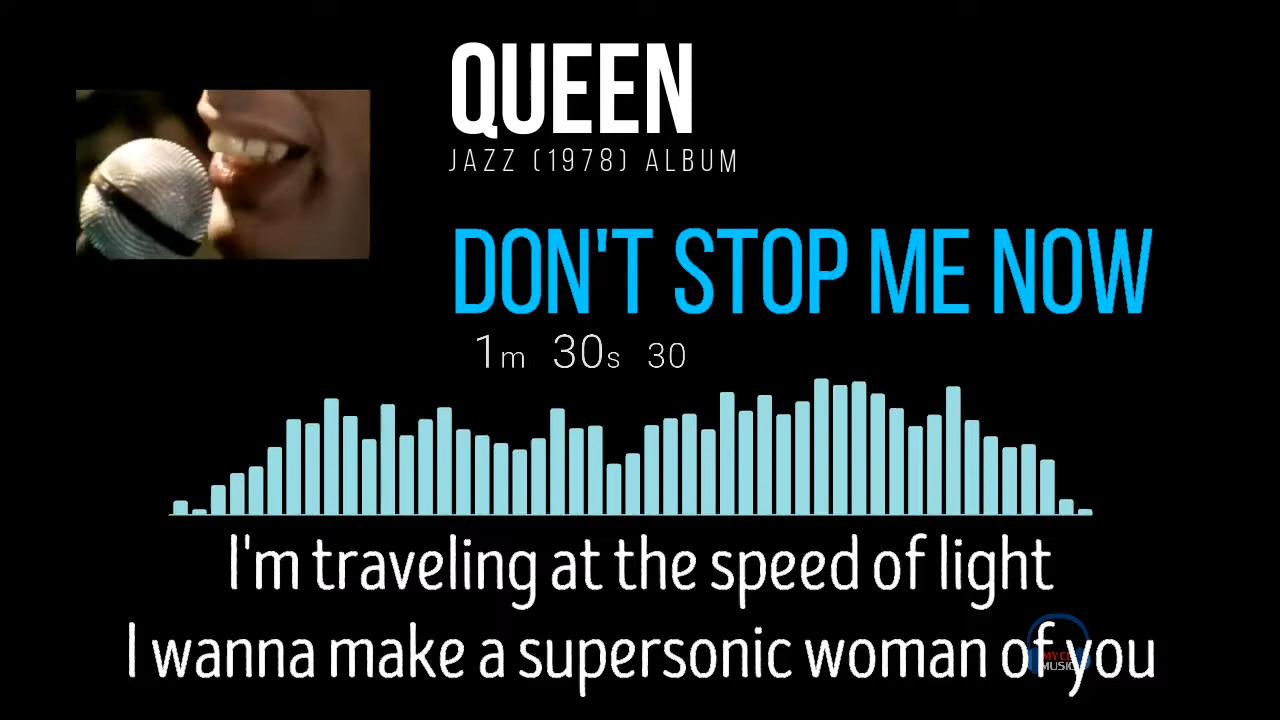 QUEEN
JAZZ (1978) ALBUM
DON'T STOP ME NOW
1m 30s 30
I'm traveling at the speed of light
I wanna make a supersonic woman of you
MUSIC